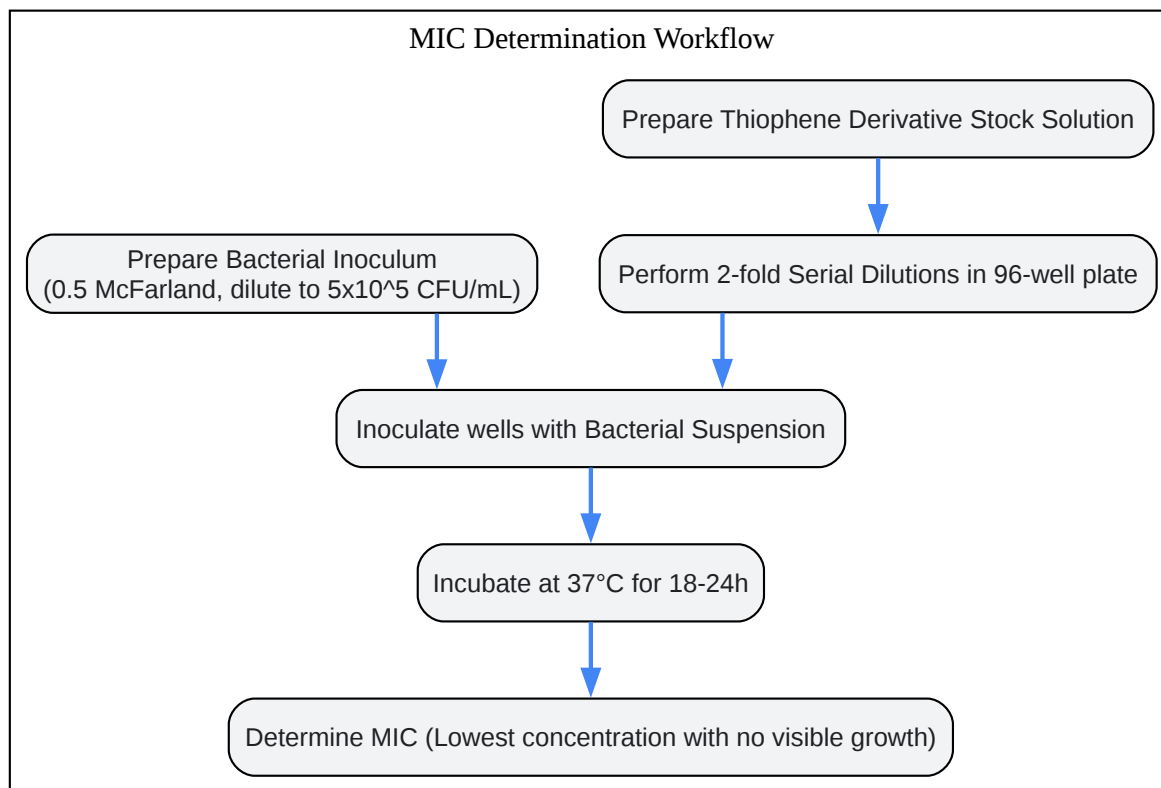 MIC Determination Workflow
Prepare Thiophene Derivative Stock Solution
Prepare Bacterial Inoculum
(0.5 McFarland, dilute to 5x10^5 CFU/mL)
Perform 2-fold Serial Dilutions in 96-well plate
Inoculate wells with Bacterial Suspension
Incubate at 37°C for 18-24h
Determine MIC (Lowest concentration with no visible growth)